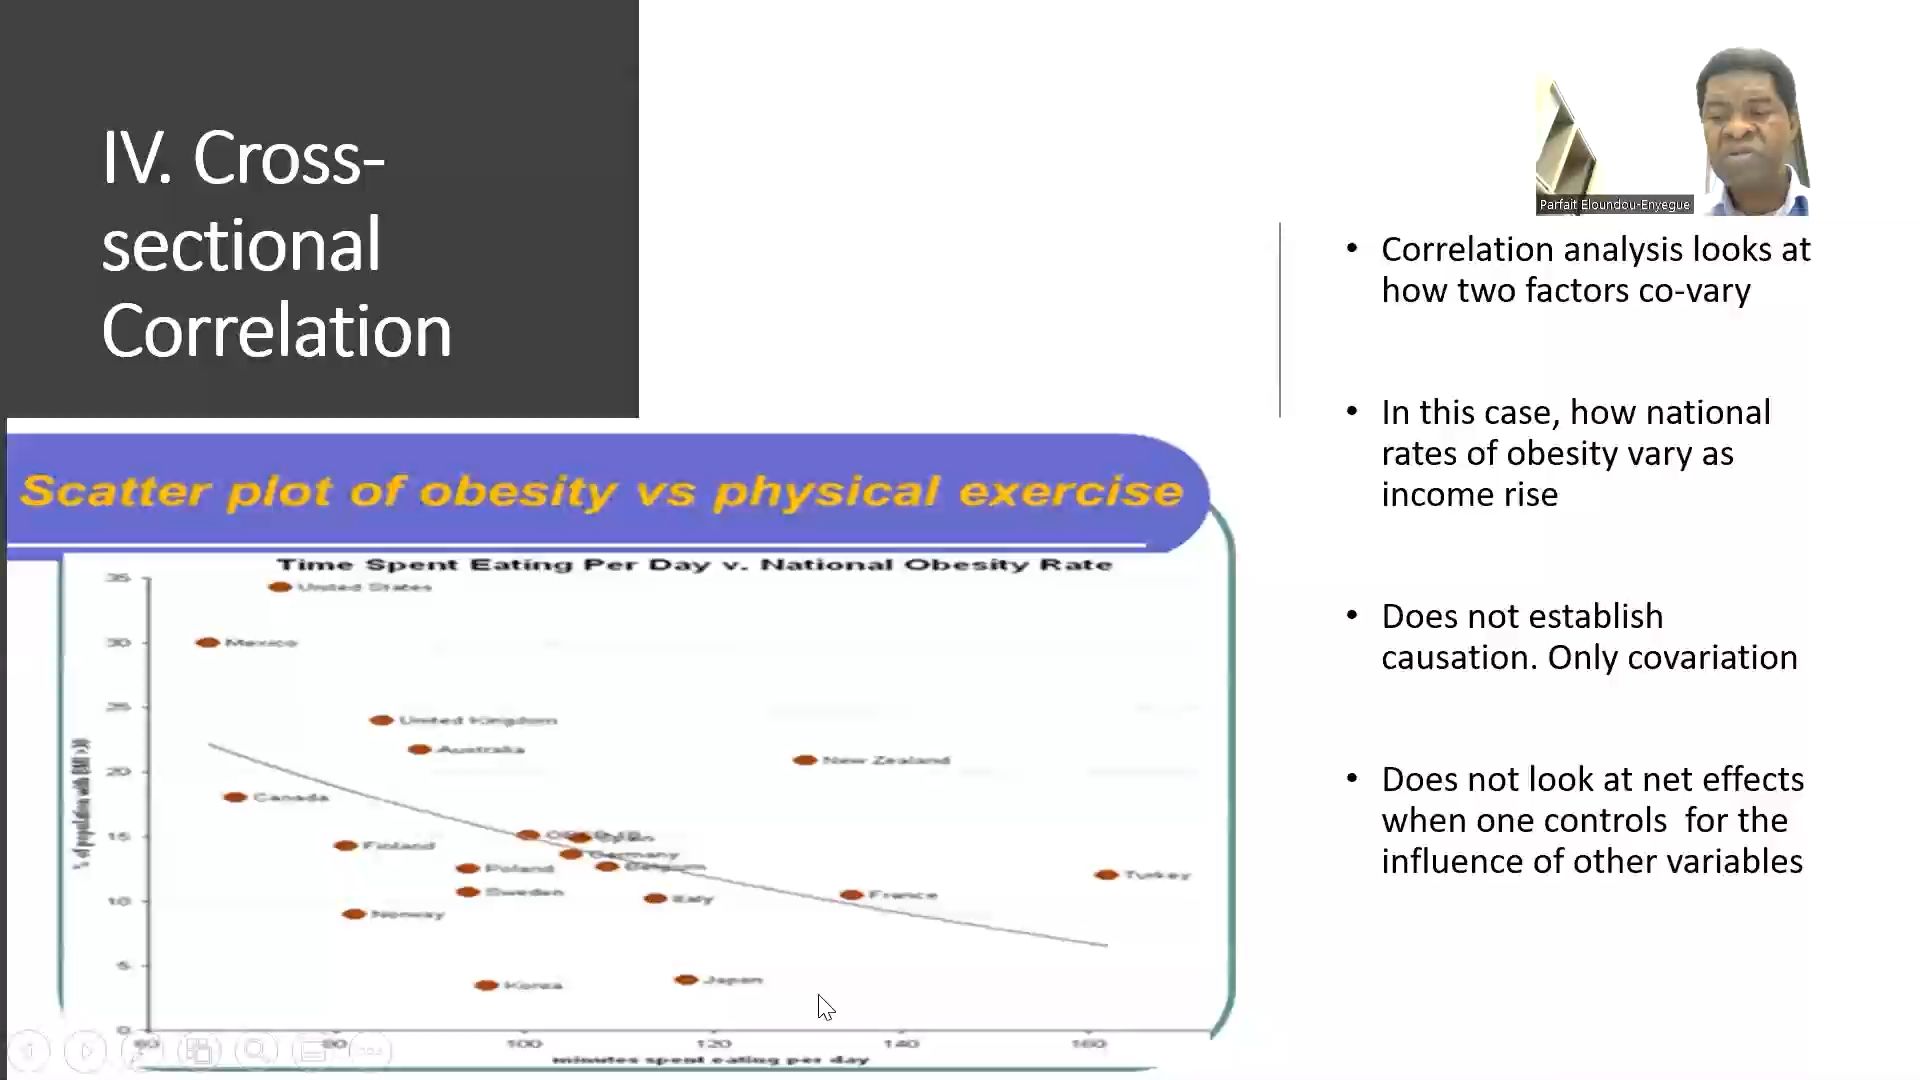 IV. Cross-
sectional
Correlation
Parfait Eloundou-Enyegue
• Correlation analysis looks at
how two factors co-vary
• In this case, how national
rates of obesity vary as
income rise
• Does not establish
causation. Only covariation
• Does not look at net effects
when one controls for the
influence of other variables
Scatter plot of obesity vs physical exercise
Time Spent Eating Per Day v. National Obesity Rate
% of population with BMI >30
35
30
25
20
15
10
5
0
United States
Mexico
United Kingdom
Australia
New Zealand
Canada
Finland
Spain
Germany
Belgium
Poland
Sweden
Norway
Italy
France
Turkey
Korea
Japan
60
80
100
120
140
160
minutes spent eating per day